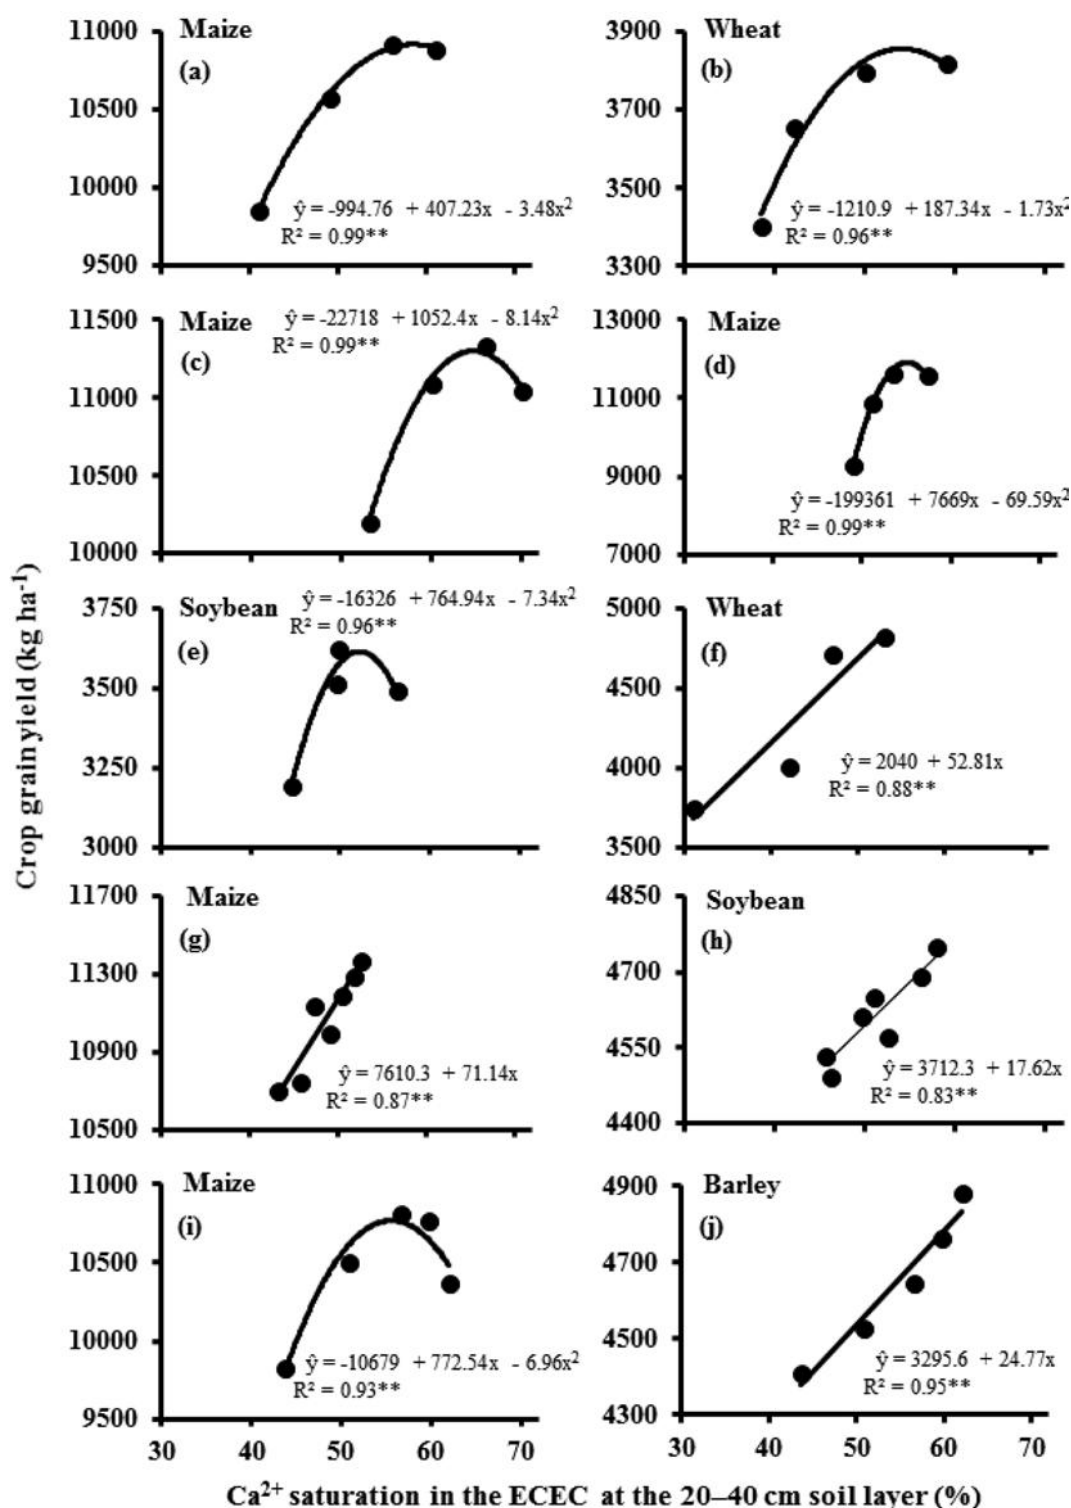 Crop grain yield (kg ha⁻¹)
11000
10500
10000
9500
Maize
(a)
ŷ = -994.76 + 407.23x - 3.48x²
R² = 0.99**
3900
3700
3500
3300
Wheat
(b)
ŷ = -1210.9 + 187.34x - 1.73x²
R² = 0.96**
11500
11000
10500
10000
Maize
(c)
ŷ = -22718 + 1052.4x - 8.14x²
R² = 0.99**
13000
11000
9000
7000
Maize
(d)
ŷ = -199361 + 7669x - 69.59x²
R² = 0.99**
3750
3500
3250
3000
Soybean
(e)
ŷ = -16326 + 764.94x - 7.34x²
R² = 0.96**
5000
4500
4000
3500
Wheat
(f)
ŷ = 2040 + 52.81x
R² = 0.88**
11700
11300
10900
10500
Maize
(g)
ŷ = 7610.3 + 71.14x
R² = 0.87**
4850
4700
4550
4400
Soybean
(h)
ŷ = 3712.3 + 17.62x
R² = 0.83**
11000
10500
10000
9500
Maize
(i)
ŷ = -10679 + 772.54x - 6.96x²
R² = 0.93**
30 40 50 60 70
4900
4700
4500
4300
Barley
(j)
ŷ = 3295.6 + 24.77x
R² = 0.95**
30 40 50 60 70
Ca²⁺ saturation in the ECEC at the 20–40 cm soil layer (%)